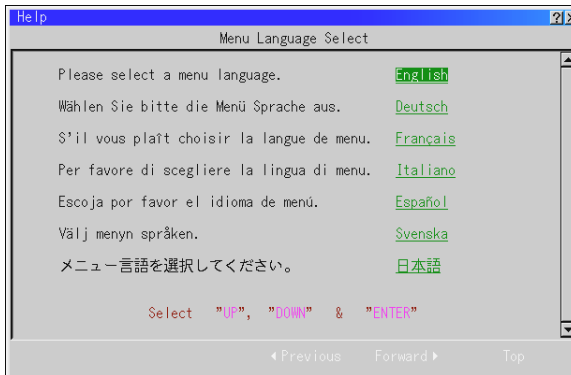 Help ?
Menu Language Select
Please select a menu language. English
Wählen Sie bitte die Menü Sprache aus. Deutsch
S'il vous plaît choisir la langue de menu. Français
Per favore di scegliere la lingua di menu. Italiano
Escoja por favor el idioma de menú. Español
Välj menyn språken. Svenska
メニュー言語を選択してください。 日本語
Select "UP", "DOWN" & "ENTER"
Previous Forward Top